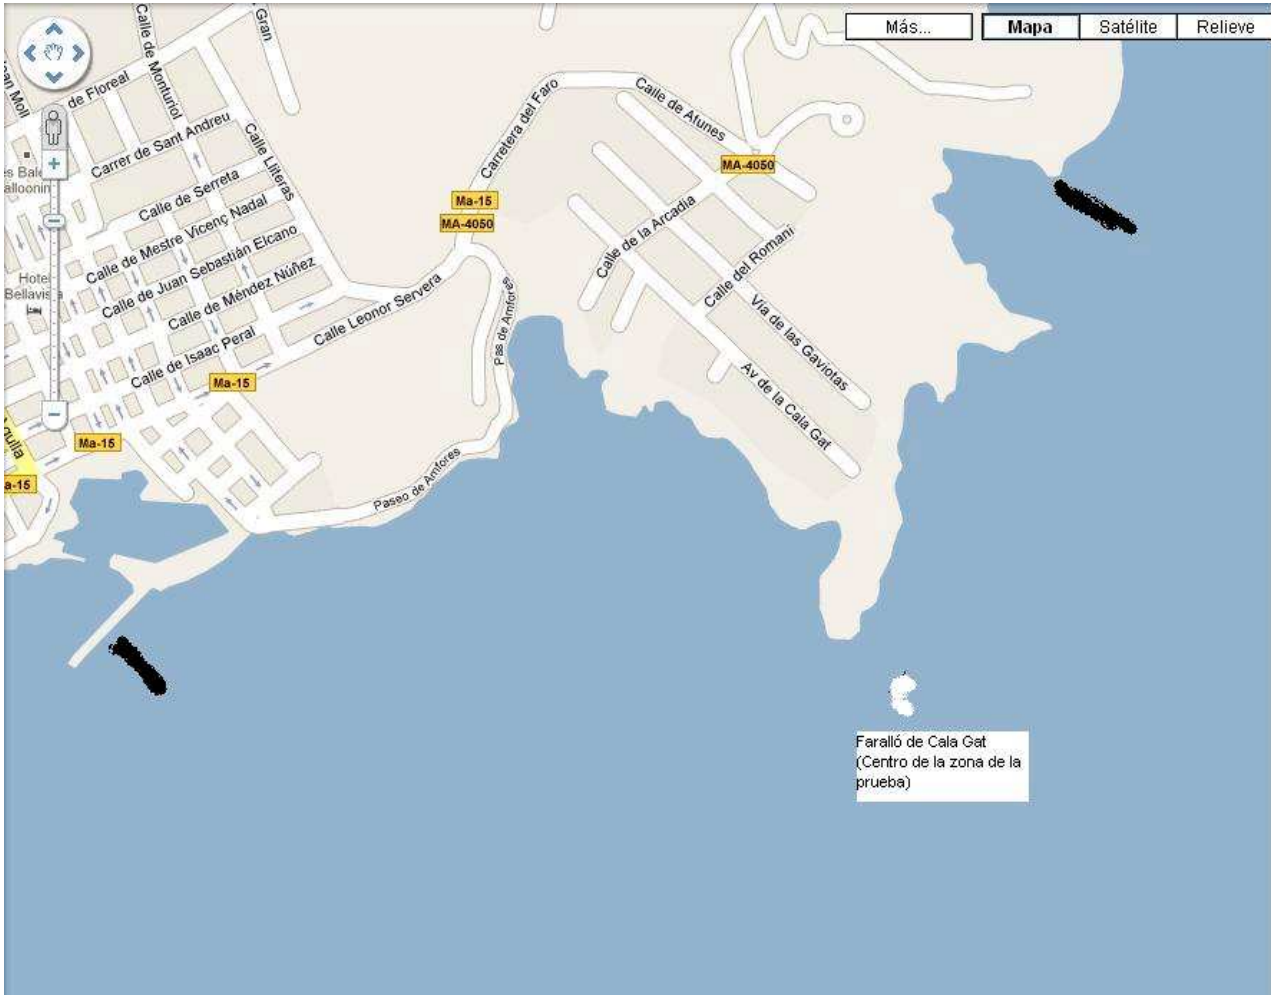 Más...
Mapa
Satélite
Relieve
Gran
Calle de Monturiol
Moll
de Floreal
Carrer de Sant Andreu
Calle Lliteras
Carretera del Faro
Calle de Atunes
MA-4050
Ma-15
MA-4050
Calle de Serreta
Calle de Mestre Vicenç Nadal
Calle de Juan Sebastián Elcano
Calle de Méndez Núñez
Calle de Isaac Peral
Calle Leonor Servera
Hotel
Bellavista
Calle de la Arcadia
Calle del Romaní
Via de las Gaviotas
Av de la Cala Gat
Pas de Amfores
Paseo de Amfores
Ma-15
Ma-15
a-15
Faralló de Cala Gat
(Centro de la zona de la
prueba)